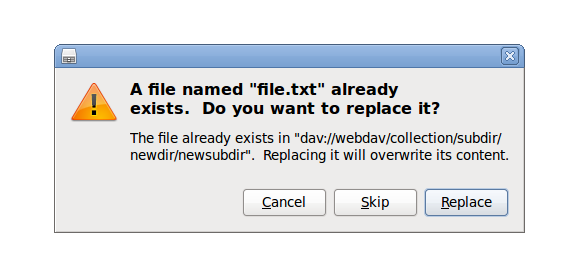 A file named "file.txt" already
exists.  Do you want to replace it?
The file already exists in "dav://webdav/collection/subdir/
newdir/newsubdir".  Replacing it will overwrite its content.
Cancel
Skip
Replace